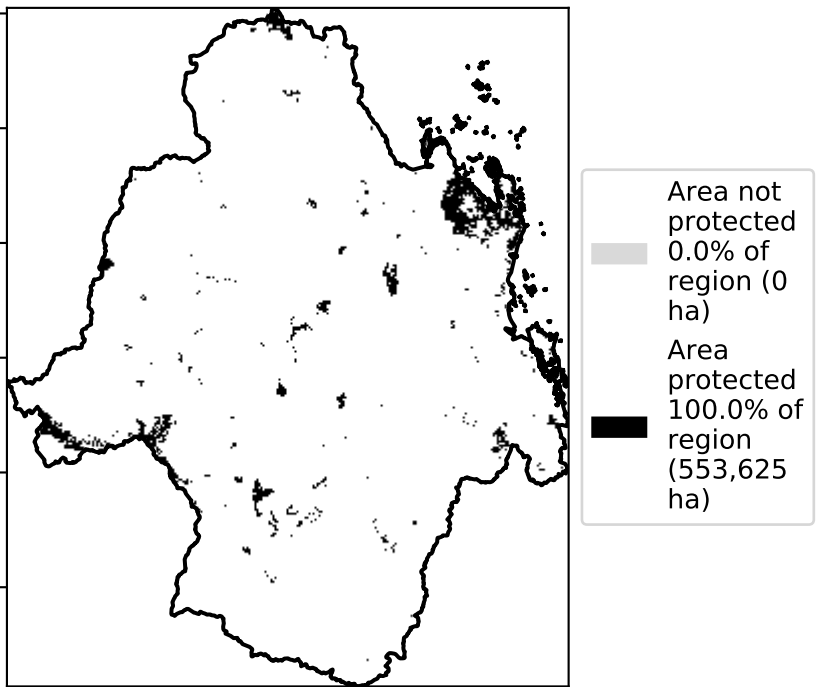 Area not
protected
0.0% of
region (0
ha)
Area
protected
100.0% of
region
(553,625
ha)